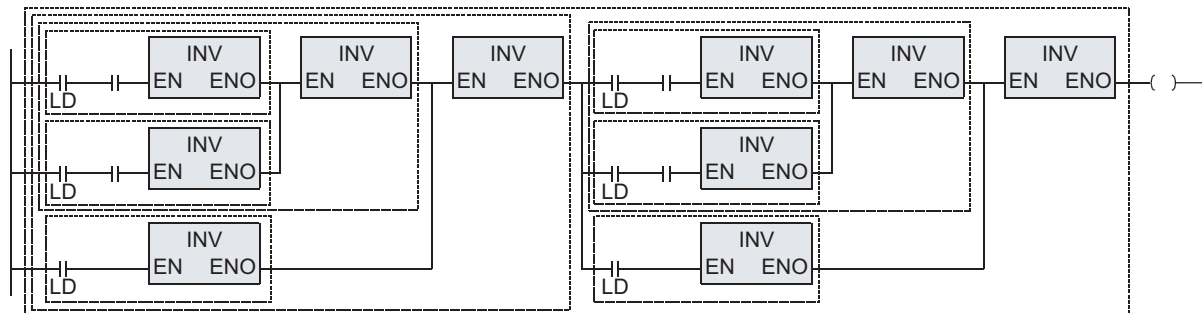 INV INV INV INV INV INV
EN ENO EN ENO EN ENO EN ENO EN ENO EN ENO
LD LD
INV INV
EN ENO EN ENO
LD LD
INV INV
EN ENO EN ENO
LD LD